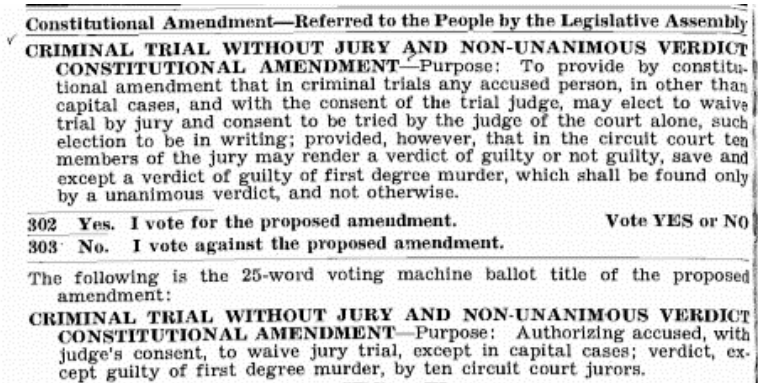 Constitutional Amendment—Referred to the People by the Legislative Assembly
CRIMINAL TRIAL WITHOUT JURY AND NON-UNANIMOUS VERDICT
CONSTITUTIONAL AMENDMENT—Purpose: To provide by constitu-
tional amendment that in criminal trials any accused person, in other than
capital cases, and with the consent of the trial judge, may elect to waive
trial by jury and consent to be tried by the judge of the court alone, such
election to be in writing; provided, however, that in the circuit court ten
members of the jury may render a verdict of guilty or not guilty, save and
except a verdict of guilty of first degree murder, which shall be found only
by a unanimous verdict, and not otherwise.
302 Yes. I vote for the proposed amendment. Vote YES or NO
303 No. I vote against the proposed amendment.
The following is the 25-word voting machine ballot title of the proposed
amendment:
CRIMINAL TRIAL WITHOUT JURY AND NON-UNANIMOUS VERDICT
CONSTITUTIONAL AMENDMENT—Purpose: Authorizing accused, with
judge's consent, to waive jury trial, except in capital cases; verdict, ex-
cept guilty of first degree murder, by ten circuit court jurors.